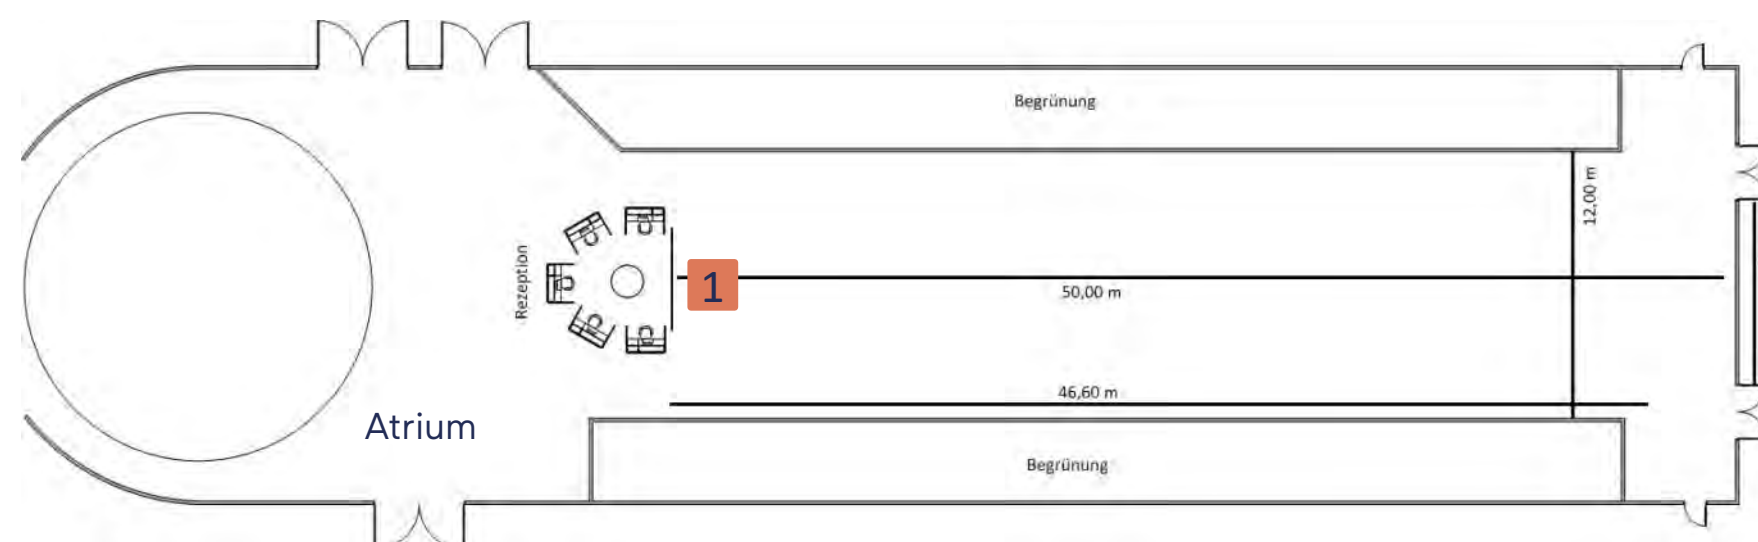 Begrünung
12,00 m
Rezeption
1
50,00 m
46,60 m
Atrium
Begrünung